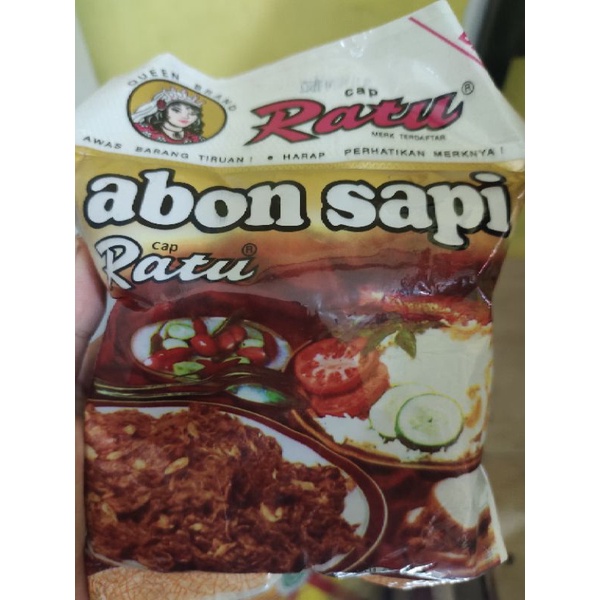 QUEEN BRAND
cap
Ratu®
MERK TERDAFTAR
AWAS BARANG TIRUAN! • HARAP PERHATIKAN MERKNYA!
abon sapi
cap
Ratu®